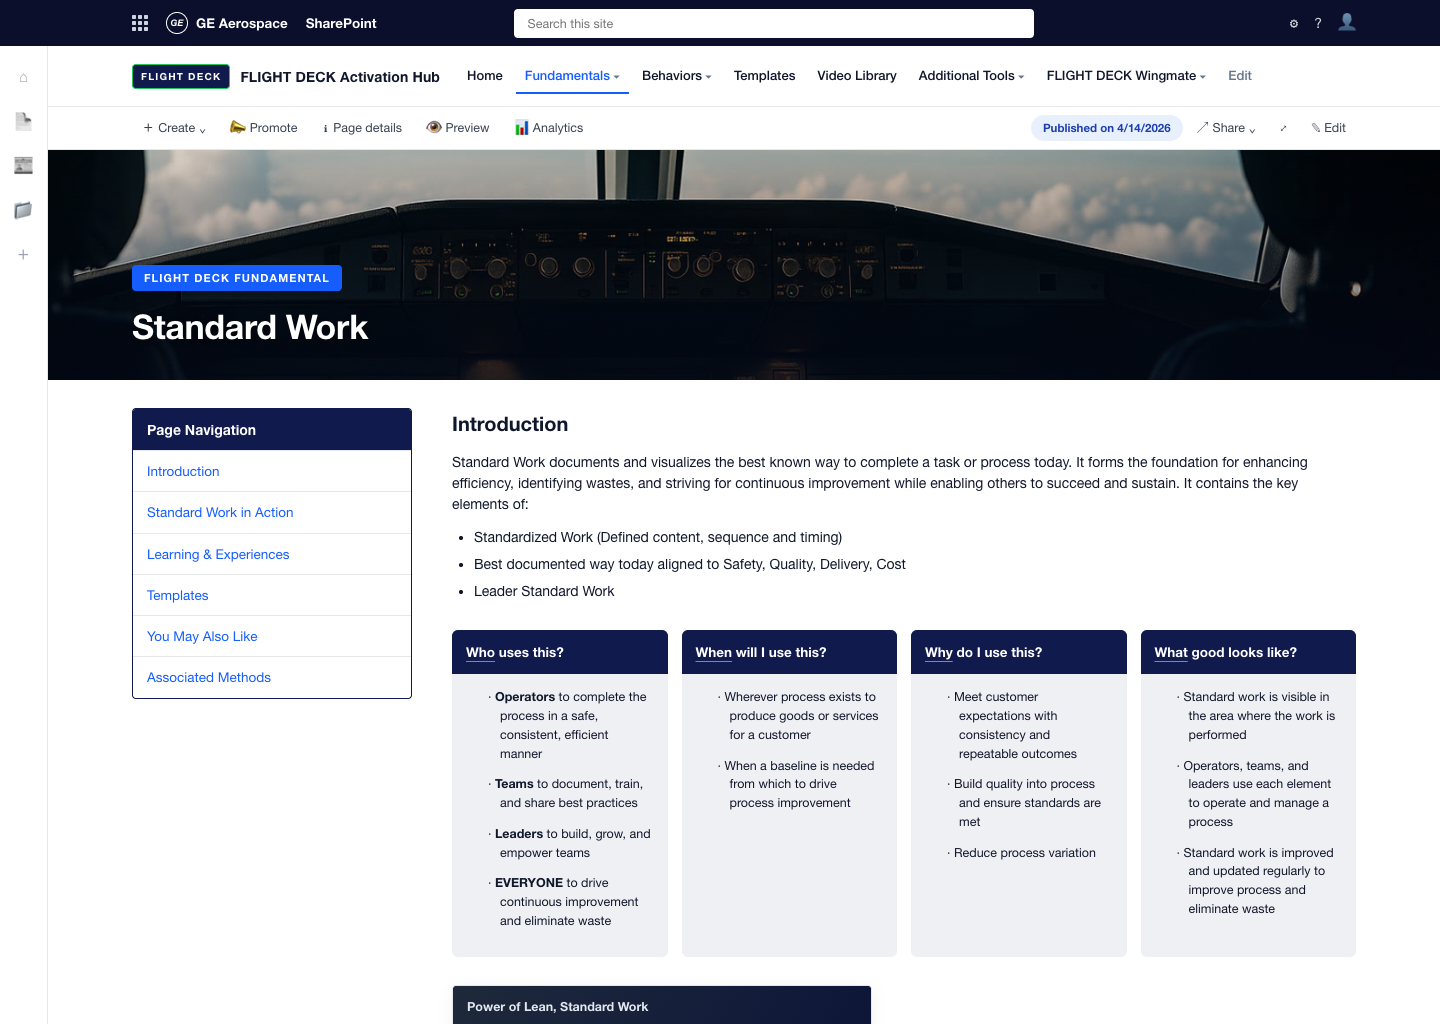 GE GE Aerospace SharePoint Search this site ?
FLIGHT DECK FLIGHT DECK Activation Hub Home Fundamentals Behaviors Templates Video Library Additional Tools FLIGHT DECK Wingmate Edit
+ Create Promote i Page details Preview Analytics Published on 4/14/2026 Share Edit
FLIGHT DECK FUNDAMENTAL
Standard Work
Page Navigation
Introduction
Standard Work in Action
Learning & Experiences
Templates
You May Also Like
Associated Methods
Introduction
Standard Work documents and visualizes the best known way to complete a task or process today. It forms the foundation for enhancing
efficiency, identifying wastes, and striving for continuous improvement while enabling others to succeed and sustain. It contains the key
elements of:
• Standardized Work (Defined content, sequence and timing)
• Best documented way today aligned to Safety, Quality, Delivery, Cost
• Leader Standard Work
Who uses this?
· Operators to complete the
process in a safe,
consistent, efficient
manner
· Teams to document, train,
and share best practices
· Leaders to build, grow, and
empower teams
· EVERYONE to drive
continuous improvement
and eliminate waste
When will I use this?
· Wherever process exists to
produce goods or services
for a customer
· When a baseline is needed
from which to drive
process improvement
Why do I use this?
· Meet customer
expectations with
consistency and
repeatable outcomes
· Build quality into process
and ensure standards are
met
· Reduce process variation
What good looks like?
· Standard work is visible in
the area where the work is
performed
· Operators, teams, and
leaders use each element
to operate and manage a
process
· Standard work is improved
and updated regularly to
improve process and
eliminate waste
Power of Lean, Standard Work